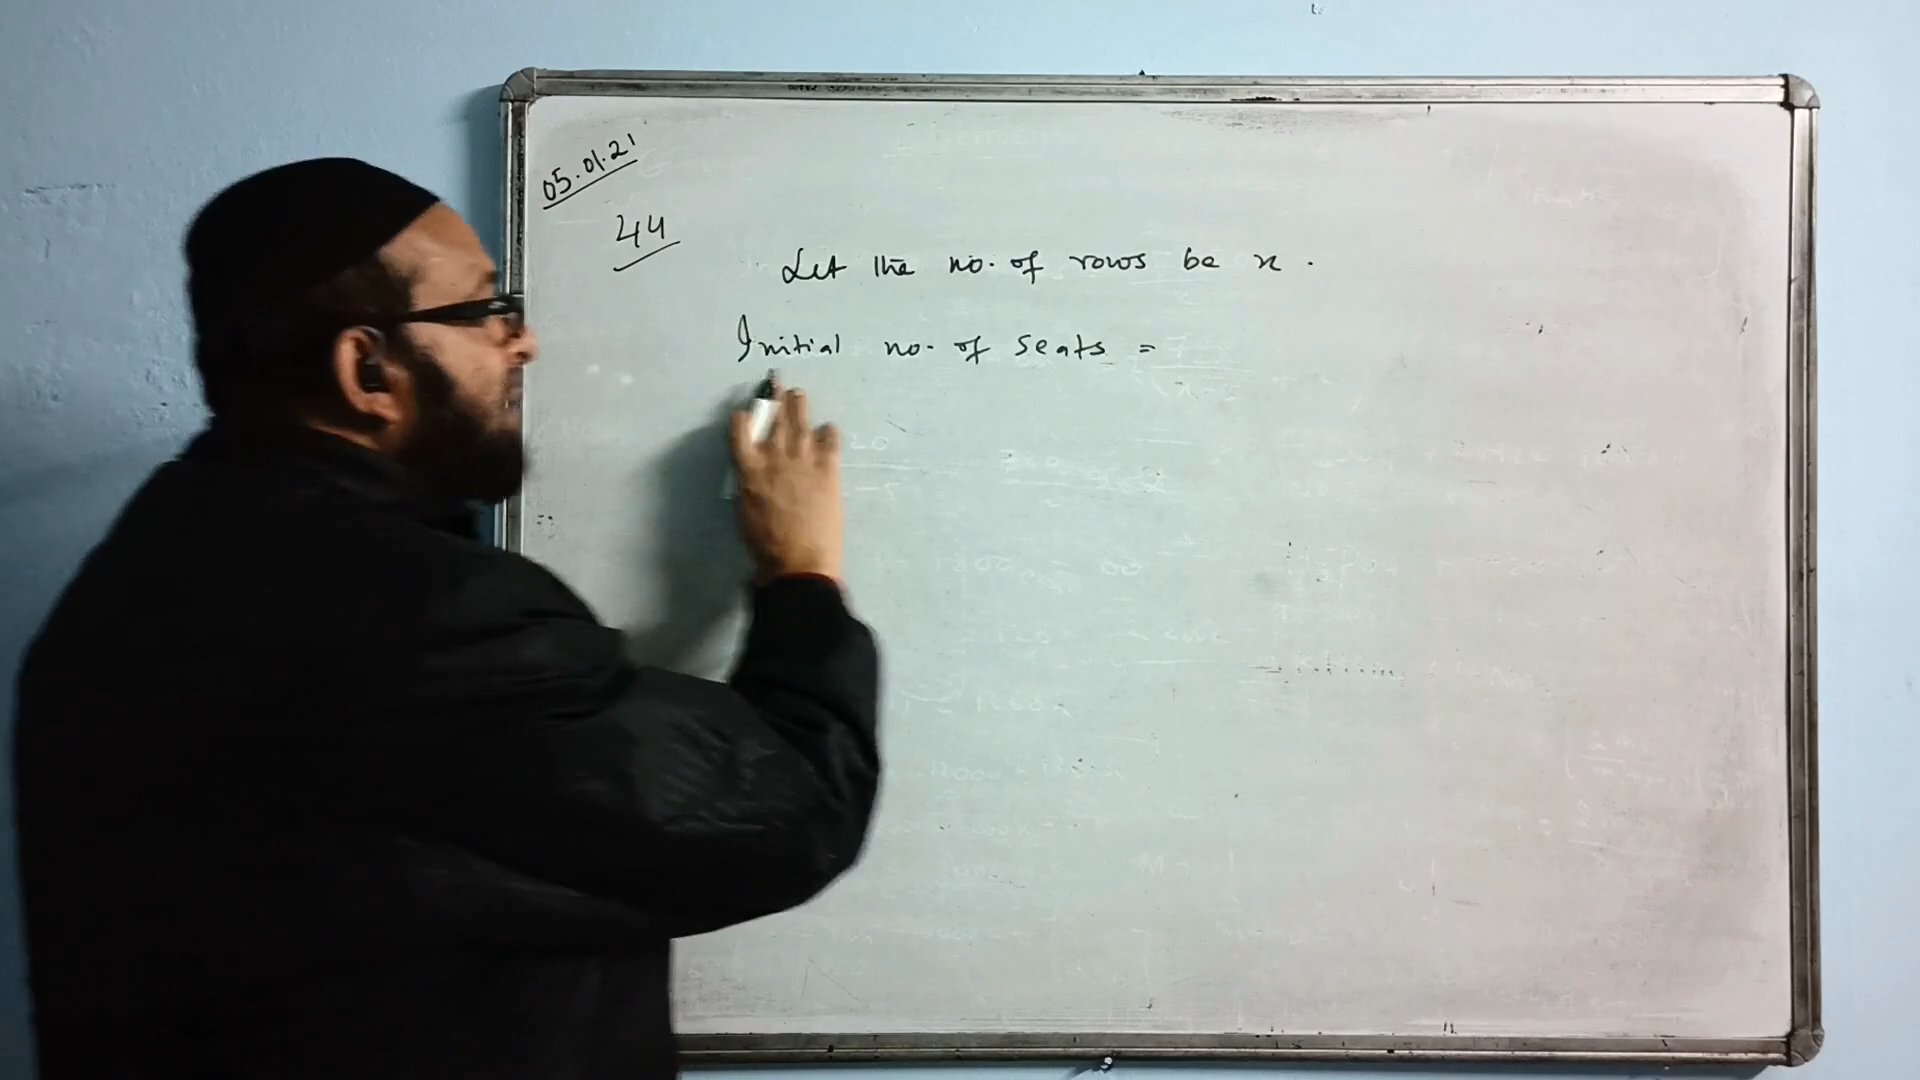 05.01.21
44
Let the no. of rows be x.
Initial no. of seats =